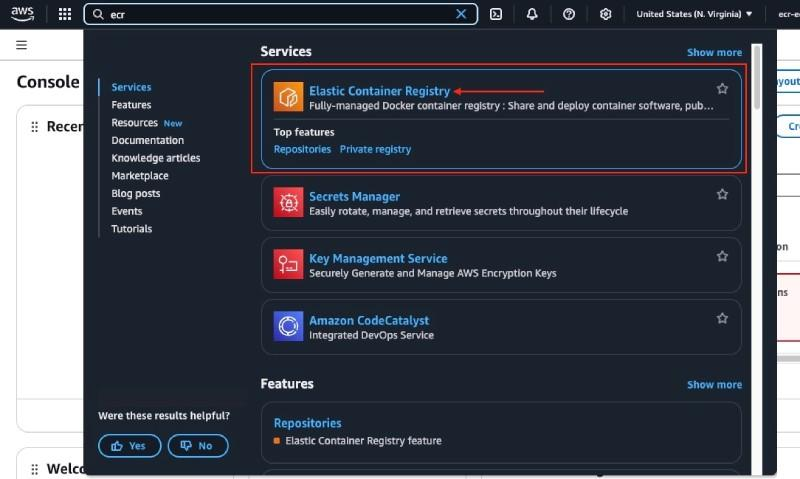 aws
ecr
United States (N. Virginia)
Console
Recen
Welco
Services
Features
Resources New
Documentation
Knowledge articles
Marketplace
Blog posts
Events
Tutorials
Were these results helpful?
Yes
No
Services
Show more
Elastic Container Registry
Fully-managed Docker container registry : Share and deploy container software, pub...
Top features
Repositories Private registry
Secrets Manager
Easily rotate, manage, and retrieve secrets throughout their lifecycle
Key Management Service
Securely Generate and Manage AWS Encryption Keys
Amazon CodeCatalyst
Integrated DevOps Service
Features
Show more
Repositories
Elastic Container Registry feature